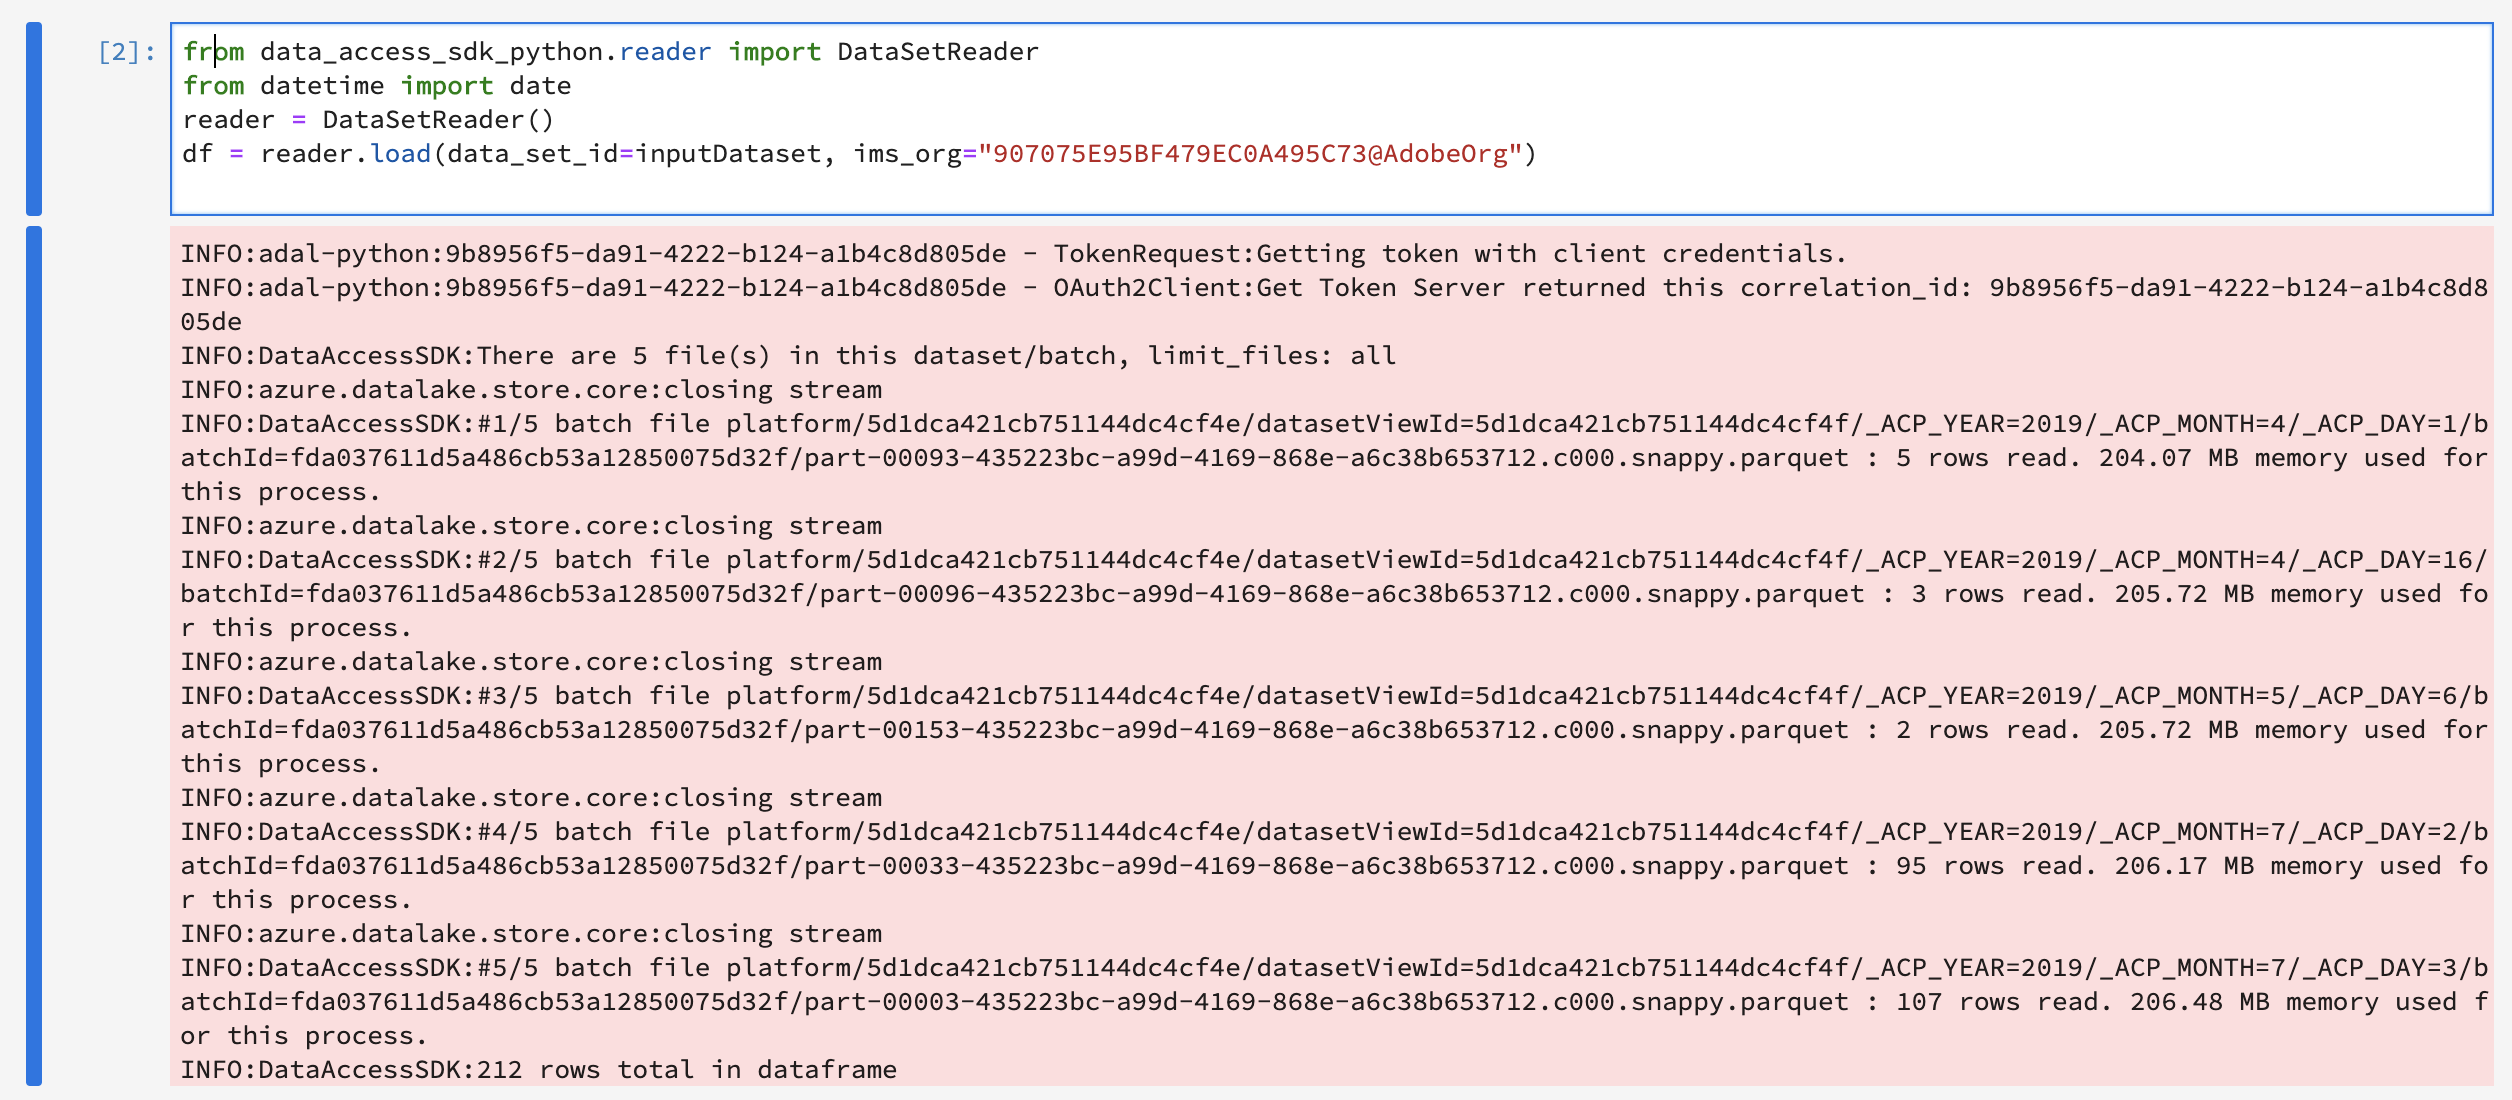 [2]: from data_access_sdk_python.reader import DataSetReader
from datetime import date
reader = DataSetReader()
df = reader.load(data_set_id=inputDataset, ims_org="907075E95BF479EC0A495C73@AdobeOrg")
INFO:adal-python:9b8956f5-da91-4222-b124-a1b4c8d805de - TokenRequest:Getting token with client credentials.
INFO:adal-python:9b8956f5-da91-4222-b124-a1b4c8d805de - OAuth2Client:Get Token Server returned this correlation_id: 9b8956f5-da91-4222-b124-a1b4c8d8
05de
INFO:DataAccessSDK:There are 5 file(s) in this dataset/batch, limit_files: all
INFO:azure.datalake.store.core:closing stream
INFO:DataAccessSDK:#1/5 batch file platform/5d1dca421cb751144dc4cf4e/datasetViewId=5d1dca421cb751144dc4cf4f/_ACP_YEAR=2019/_ACP_MONTH=4/_ACP_DAY=1/b
atchId=fda037611d5a486cb53a12850075d32f/part-00093-435223bc-a99d-4169-868e-a6c38b653712.c000.snappy.parquet : 5 rows read. 204.07 MB memory used for
this process.
INFO:azure.datalake.store.core:closing stream
INFO:DataAccessSDK:#2/5 batch file platform/5d1dca421cb751144dc4cf4e/datasetViewId=5d1dca421cb751144dc4cf4f/_ACP_YEAR=2019/_ACP_MONTH=4/_ACP_DAY=16/
batchId=fda037611d5a486cb53a12850075d32f/part-00096-435223bc-a99d-4169-868e-a6c38b653712.c000.snappy.parquet : 3 rows read. 205.72 MB memory used fo
r this process.
INFO:azure.datalake.store.core:closing stream
INFO:DataAccessSDK:#3/5 batch file platform/5d1dca421cb751144dc4cf4e/datasetViewId=5d1dca421cb751144dc4cf4f/_ACP_YEAR=2019/_ACP_MONTH=5/_ACP_DAY=6/b
atchId=fda037611d5a486cb53a12850075d32f/part-00153-435223bc-a99d-4169-868e-a6c38b653712.c000.snappy.parquet : 2 rows read. 205.72 MB memory used for
this process.
INFO:azure.datalake.store.core:closing stream
INFO:DataAccessSDK:#4/5 batch file platform/5d1dca421cb751144dc4cf4e/datasetViewId=5d1dca421cb751144dc4cf4f/_ACP_YEAR=2019/_ACP_MONTH=7/_ACP_DAY=2/b
atchId=fda037611d5a486cb53a12850075d32f/part-00033-435223bc-a99d-4169-868e-a6c38b653712.c000.snappy.parquet : 95 rows read. 206.17 MB memory used fo
r this process.
INFO:azure.datalake.store.core:closing stream
INFO:DataAccessSDK:#5/5 batch file platform/5d1dca421cb751144dc4cf4e/datasetViewId=5d1dca421cb751144dc4cf4f/_ACP_YEAR=2019/_ACP_MONTH=7/_ACP_DAY=3/b
atchId=fda037611d5a486cb53a12850075d32f/part-00003-435223bc-a99d-4169-868e-a6c38b653712.c000.snappy.parquet : 107 rows read. 206.48 MB memory used f
or this process.
INFO:DataAccessSDK:212 rows total in dataframe